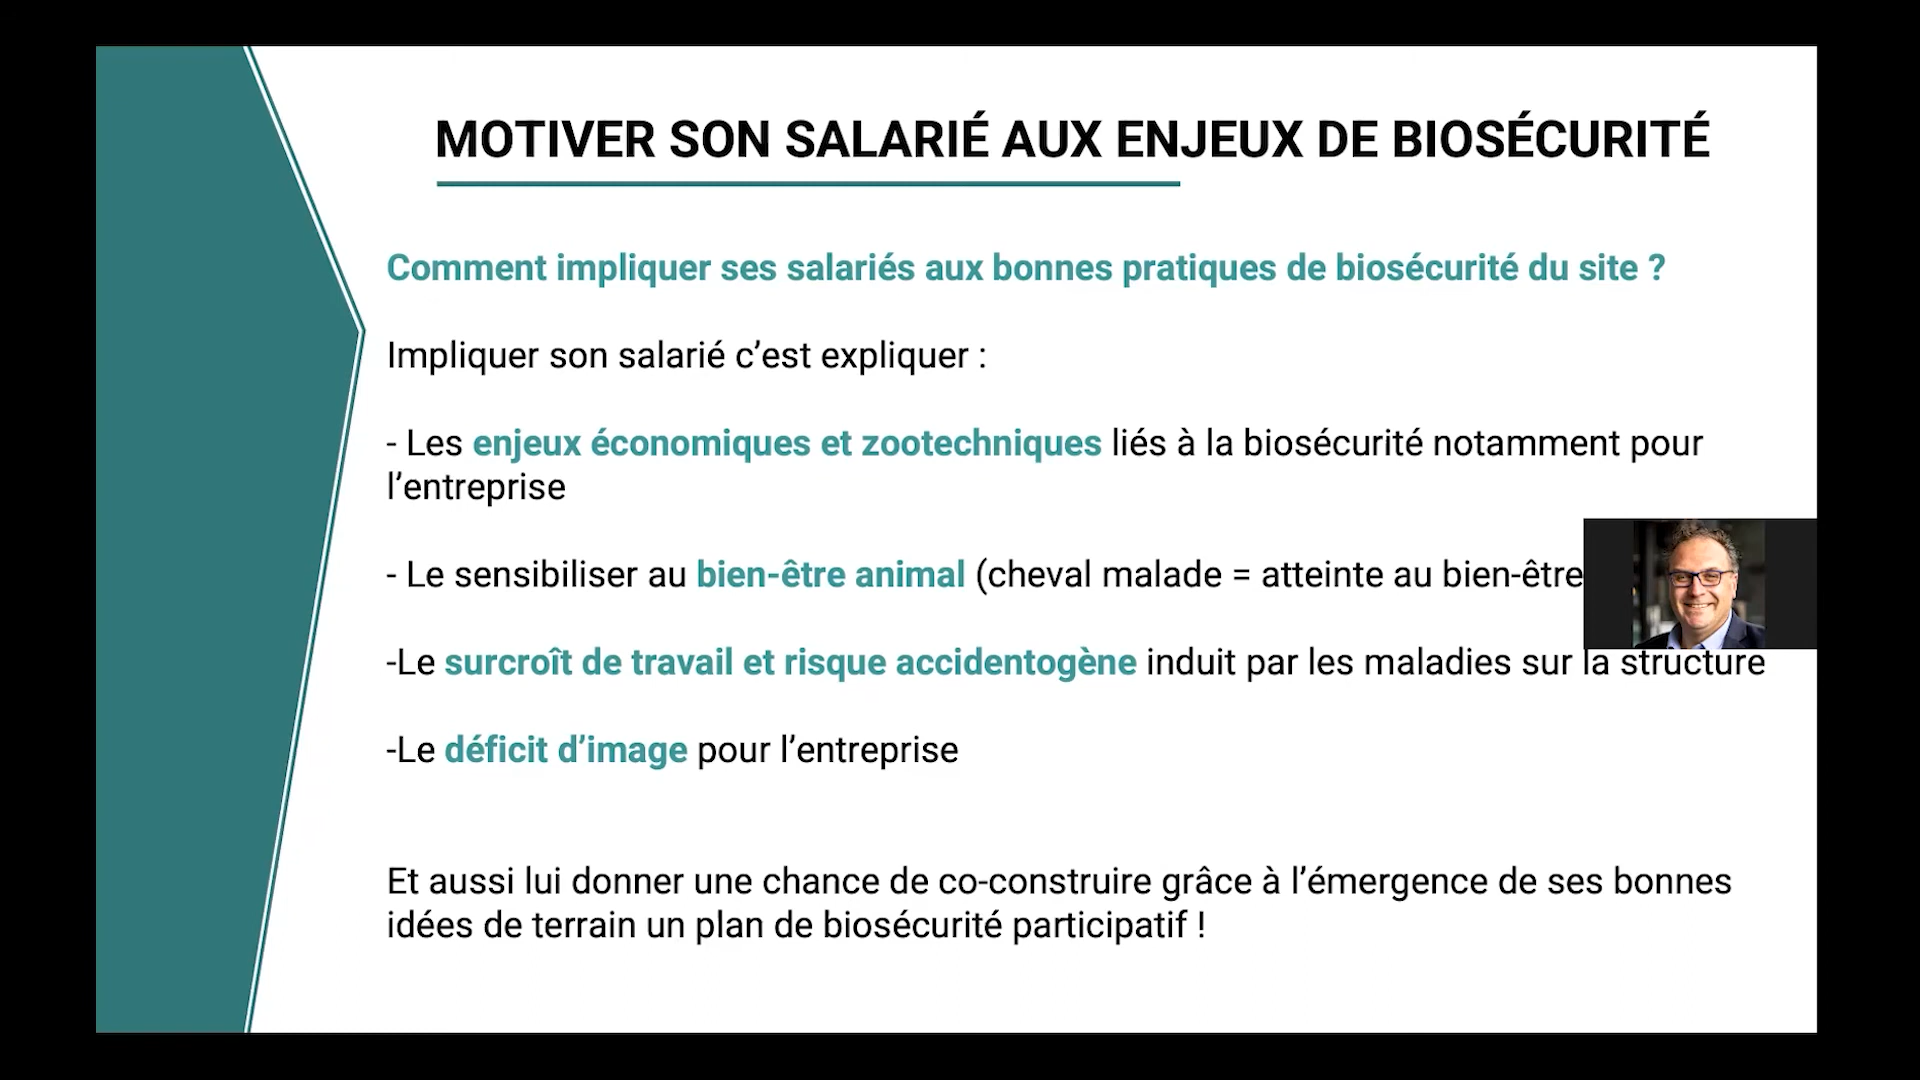 MOTIVER SON SALARIÉ AUX ENJEUX DE BIOSÉCURITÉ
Comment impliquer ses salariés aux bonnes pratiques de biosécurité du site ?
Impliquer son salarié c’est expliquer :
- Les enjeux économiques et zootechniques liés à la biosécurité notamment pour
l’entreprise
- Le sensibiliser au bien-être animal (cheval malade = atteinte au bien-être
-Le surcroît de travail et risque accidentogène induit par les maladies sur la structure
-Le déficit d’image pour l’entreprise
Et aussi lui donner une chance de co-construire grâce à l’émergence de ses bonnes
idées de terrain un plan de biosécurité participatif !